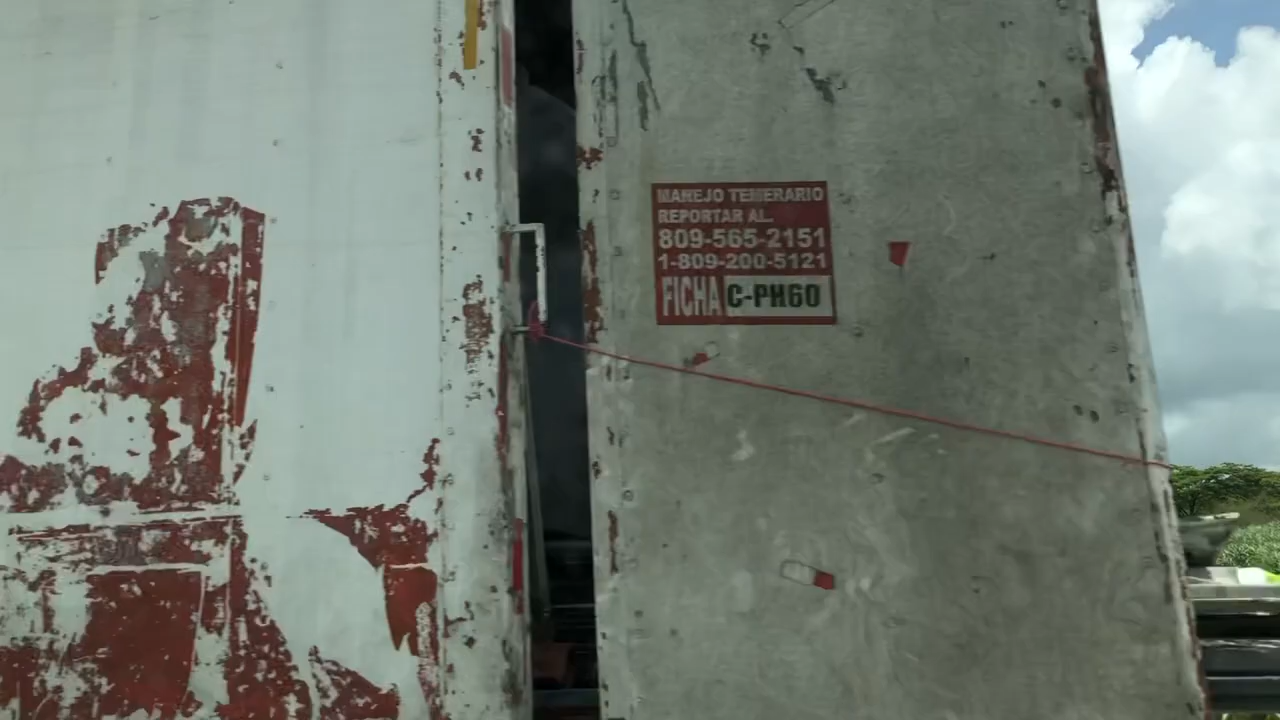 MANEJO TEMERARIO
REPORTAR AL.
809-565-2151
1-809-200-5121
FICHA C-PH60